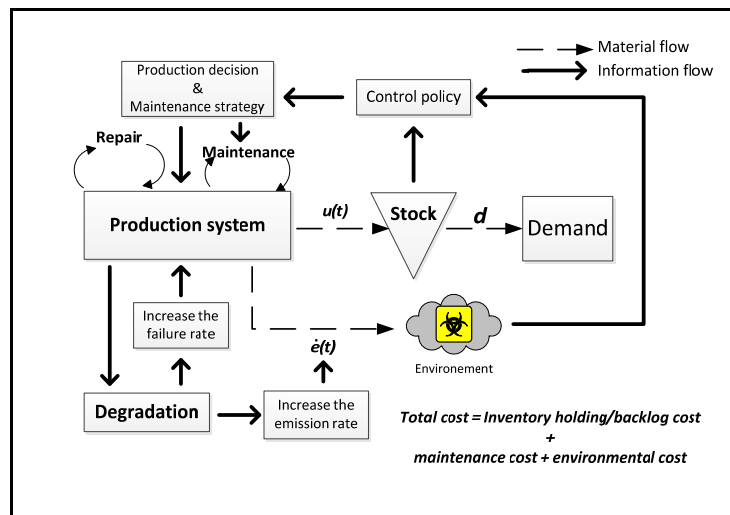 Material flow
Information flow
Production decision
&
Maintenance strategy
Control policy
Repair
Maintenance
Production system
u(t)
Stock
d
Demand
Increase the
failure rate
ė(t)
Environement
Degradation
Increase the
emission rate
Total cost = Inventory holding/backlog cost
+
maintenance cost + environmental cost